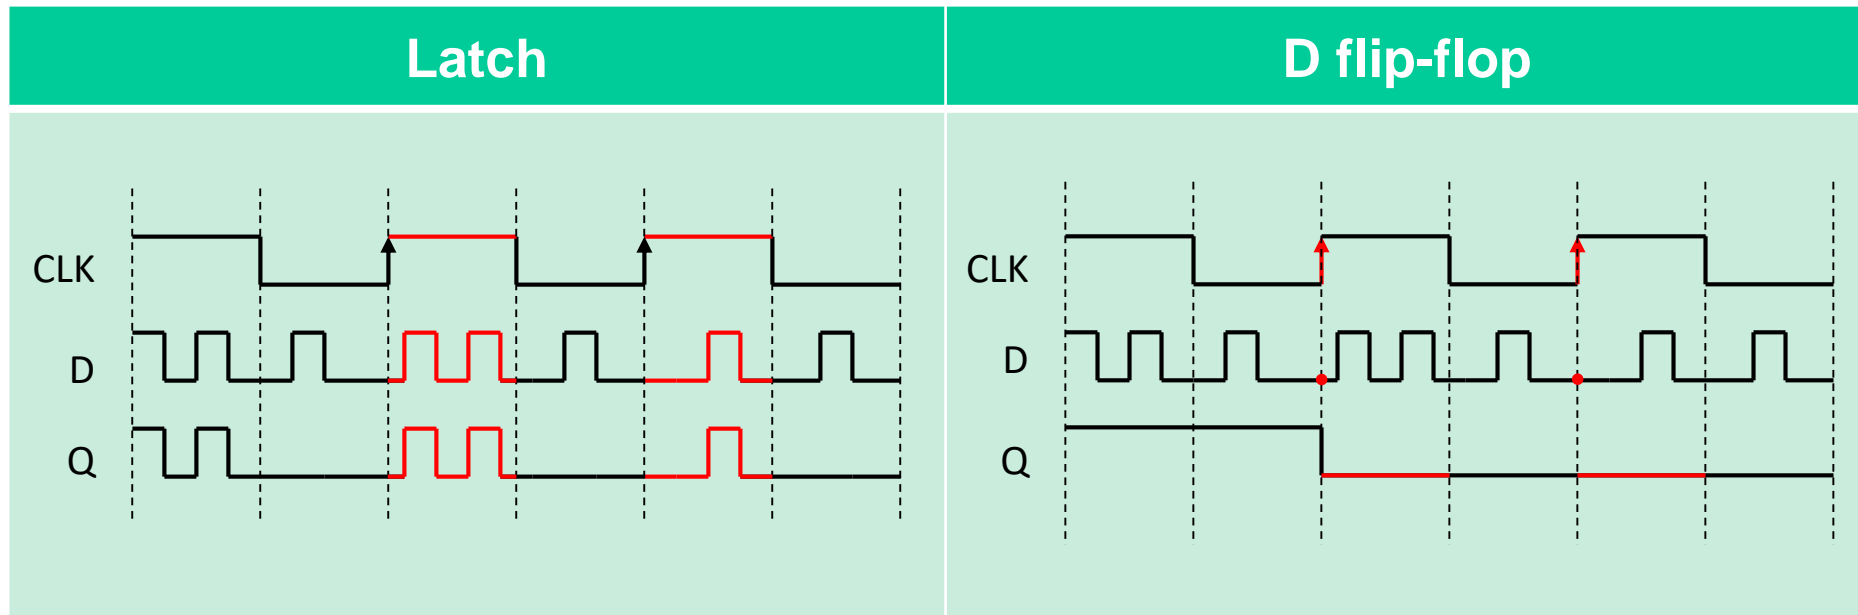 Latch
D flip-flop
CLK
D
Q
CLK
D
Q